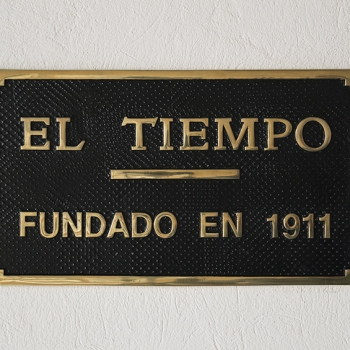 EL TIEMPO
FUNDADO EN 1911